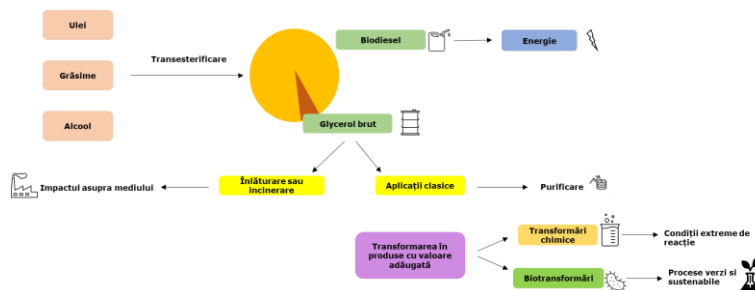 Ulei
Grăsime
Alcool
Transesterificare
Biodiesel
Energie
Glycerol brut
Înlăturare sau
incinerare
Impactul asupra mediului
Aplicații clasice
Purificare
Transformarea în
produse cu valoare
adăugată
Transformări
chimice
Condiții extreme de
reacție
Biotransformări
Procese verzi si
sustenabile